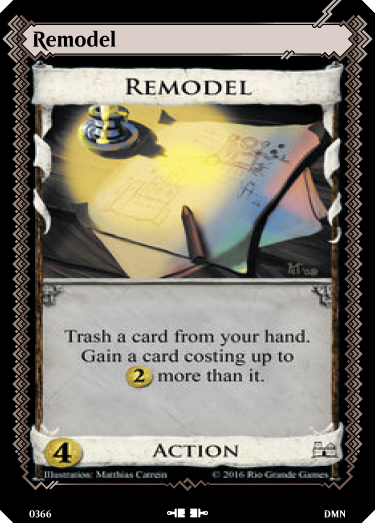 Remodel
REMODEL
Trash a card from your hand.
Gain a card costing up to
2 more than it.
4
ACTION
Illustration: Matthias Catrein
© 2016 Rio Grande Games
0366
DMN